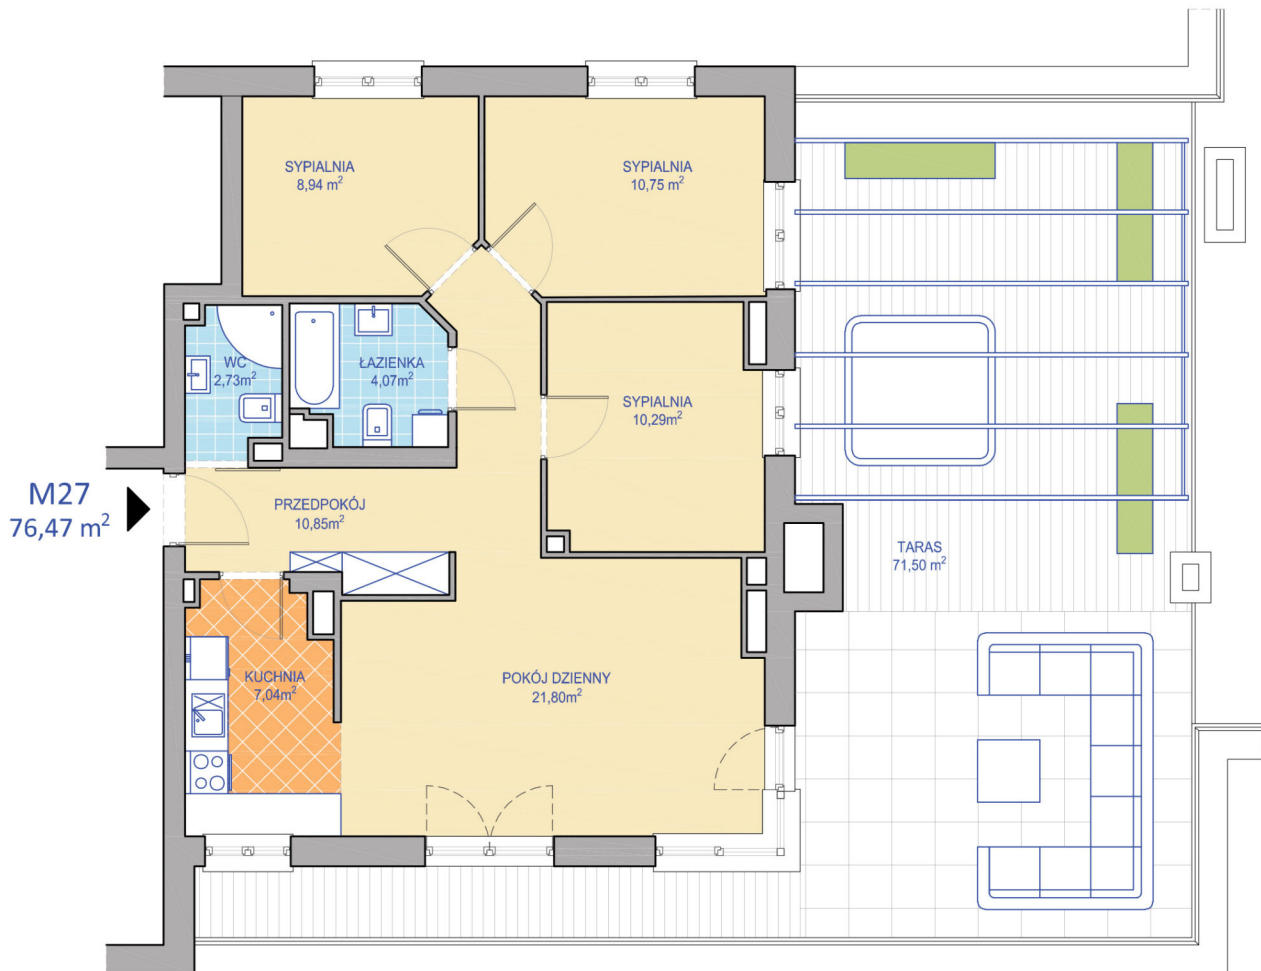 SYPIALNIA
8,94 m²
SYPIALNIA
10,75 m²
WC
2,73m²
ŁAZIENKA
4,07m²
SYPIALNIA
10,29m²
M27
76,47 m²
PRZEDPOKÓJ
10,85m²
TARAS
71,50 m²
KUCHNIA
7,04m²
POKÓJ DZIENNY
21,80m²